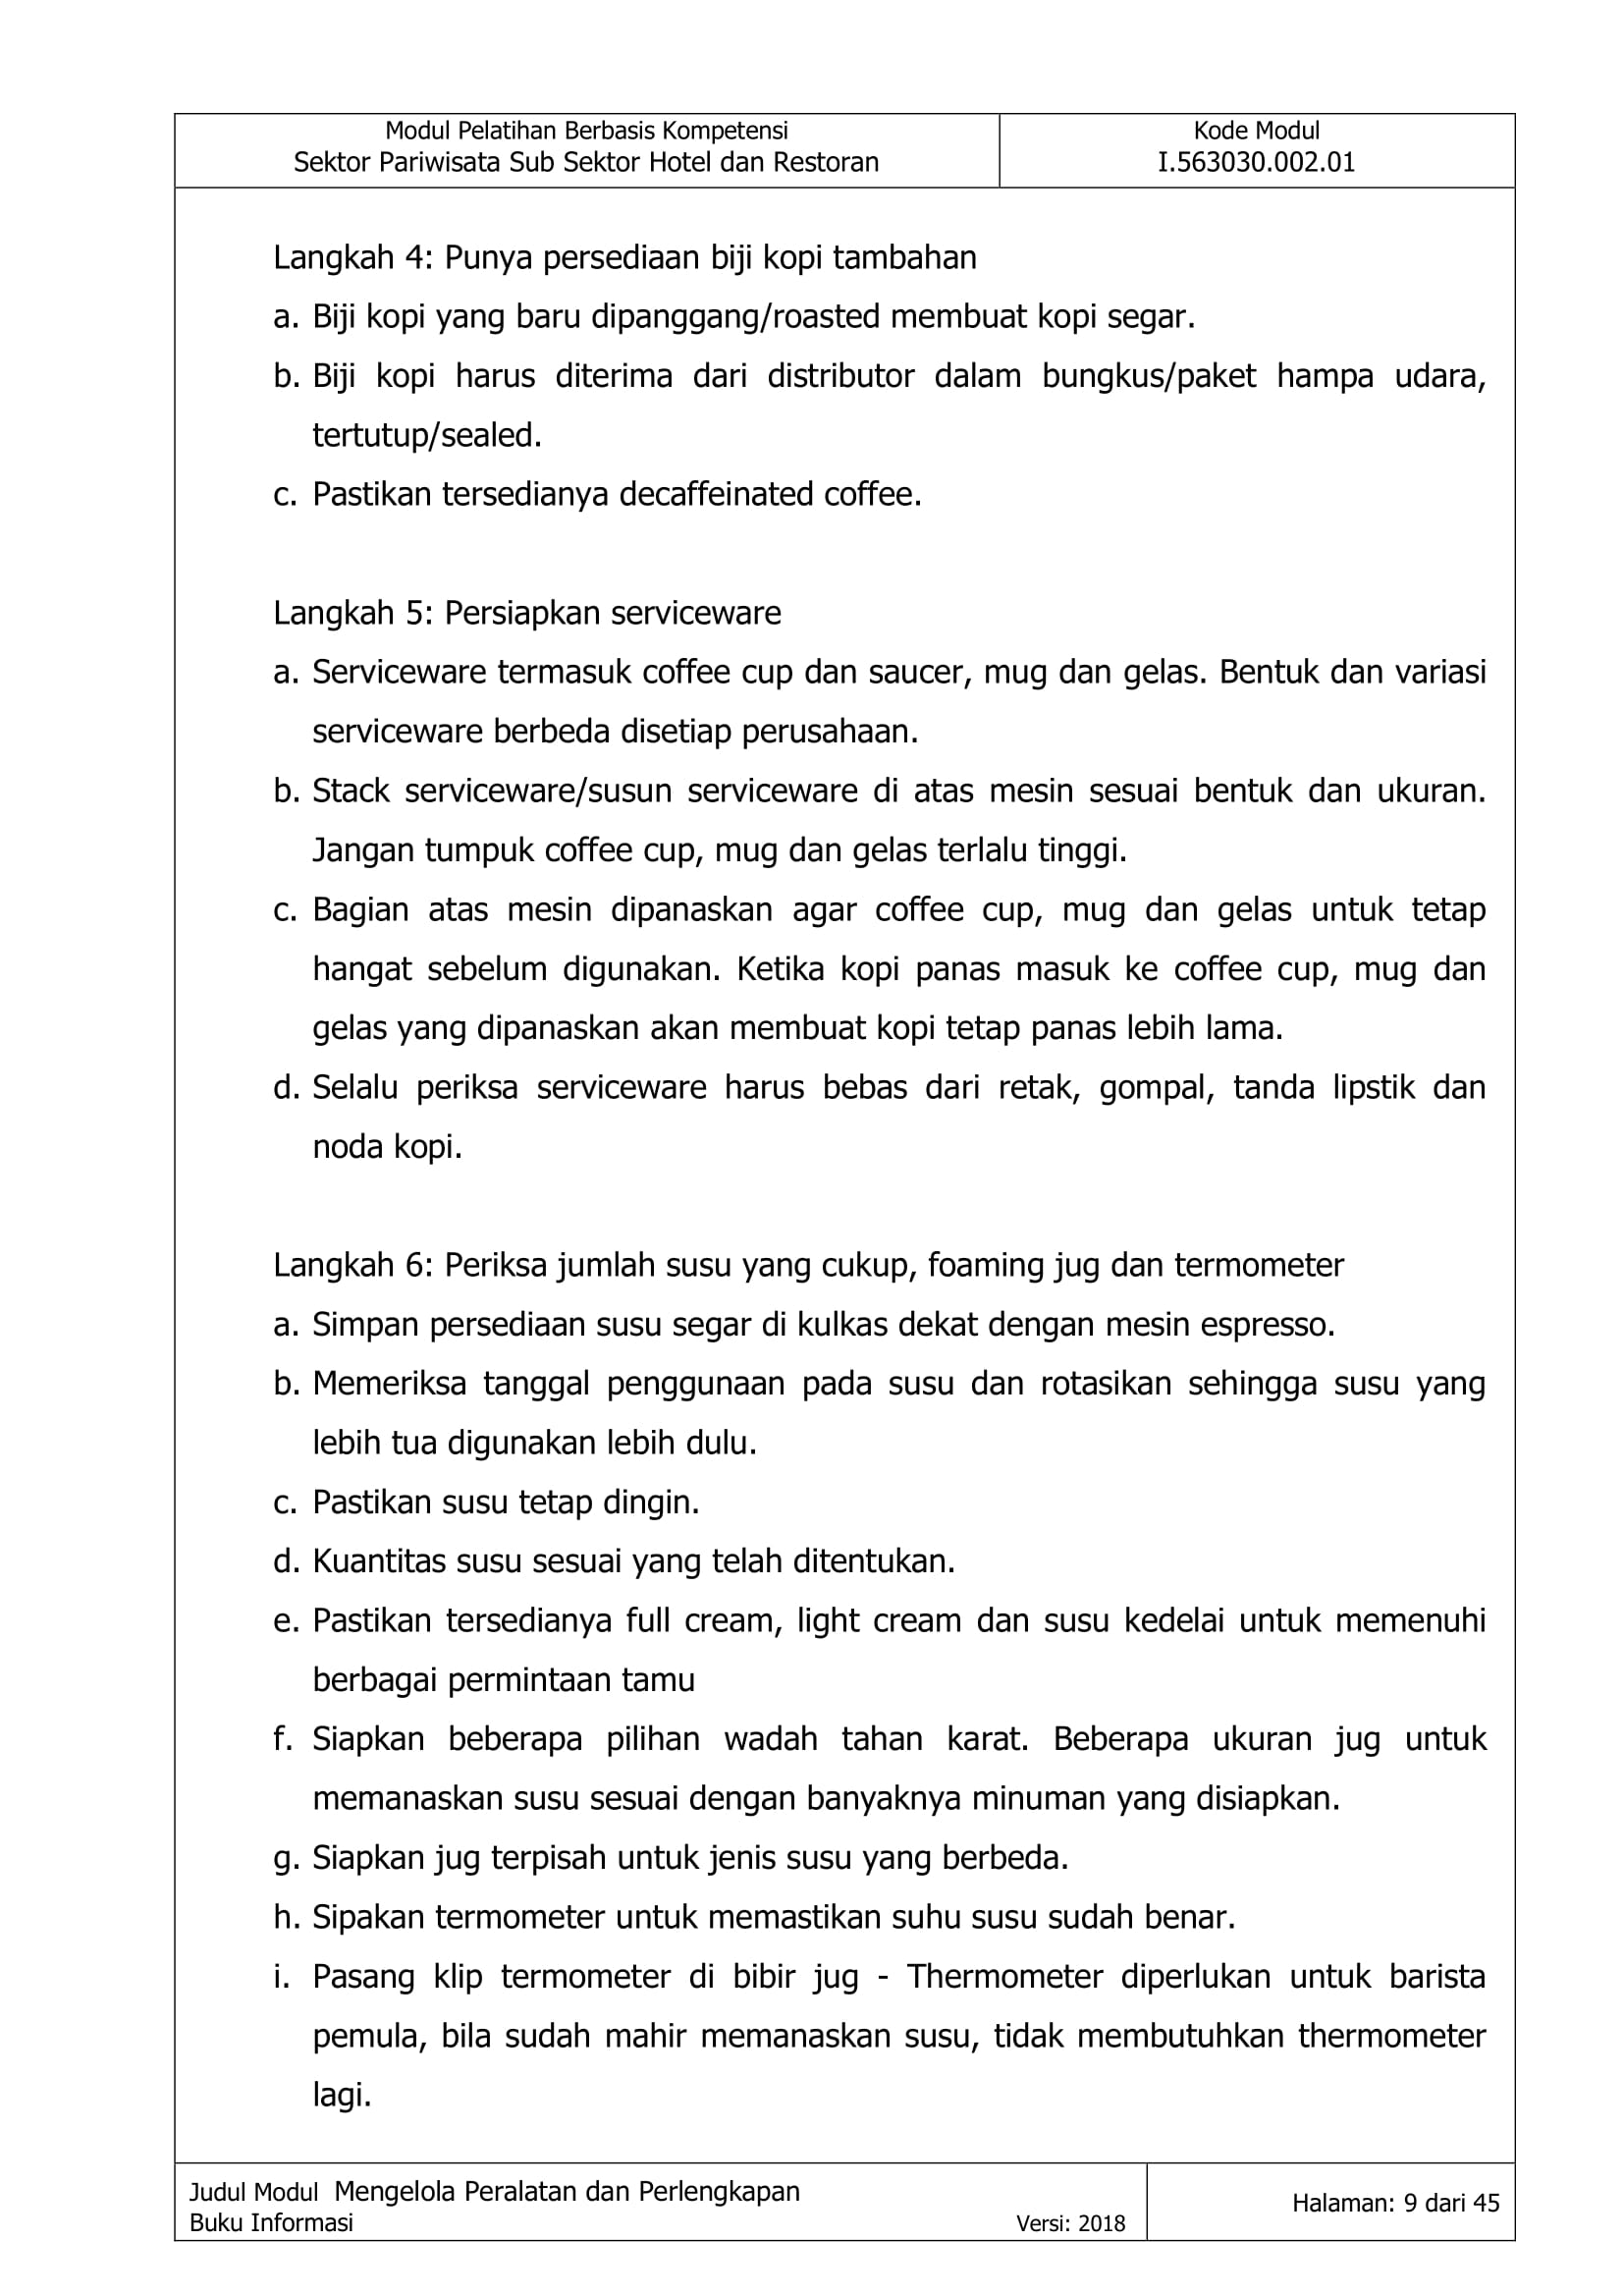 Modul Pelatihan Berbasis Kompetensi
Sektor Pariwisata Sub Sektor Hotel dan Restoran
Kode Modul
I.563030.002.01
Langkah 4: Punya persediaan biji kopi tambahan
a. Biji kopi yang baru dipanggang/roasted membuat kopi segar.
b. Biji kopi harus diterima dari distributor dalam bungkus/paket hampa udara,
tertutup/sealed.
c. Pastikan tersedianya decaffeinated coffee.
Langkah 5: Persiapkan serviceware
a. Serviceware termasuk coffee cup dan saucer, mug dan gelas. Bentuk dan variasi
serviceware berbeda disetiap perusahaan.
b. Stack serviceware/susun serviceware di atas mesin sesuai bentuk dan ukuran.
Jangan tumpuk coffee cup, mug dan gelas terlalu tinggi.
c. Bagian atas mesin dipanaskan agar coffee cup, mug dan gelas untuk tetap
hangat sebelum digunakan. Ketika kopi panas masuk ke coffee cup, mug dan
gelas yang dipanaskan akan membuat kopi tetap panas lebih lama.
d. Selalu periksa serviceware harus bebas dari retak, gompal, tanda lipstik dan
noda kopi.
Langkah 6: Periksa jumlah susu yang cukup, foaming jug dan termometer
a. Simpan persediaan susu segar di kulkas dekat dengan mesin espresso.
b. Memeriksa tanggal penggunaan pada susu dan rotasikan sehingga susu yang
lebih tua digunakan lebih dulu.
c. Pastikan susu tetap dingin.
d. Kuantitas susu sesuai yang telah ditentukan.
e. Pastikan tersedianya full cream, light cream dan susu kedelai untuk memenuhi
berbagai permintaan tamu
f. Siapkan beberapa pilihan wadah tahan karat. Beberapa ukuran jug untuk
memanaskan susu sesuai dengan banyaknya minuman yang disiapkan.
g. Siapkan jug terpisah untuk jenis susu yang berbeda.
h. Sipakan termometer untuk memastikan suhu susu sudah benar.
i. Pasang klip termometer di bibir jug - Thermometer diperlukan untuk barista
pemula, bila sudah mahir memanaskan susu, tidak membutuhkan thermometer
lagi.
Judul Modul Mengelola Peralatan dan Perlengkapan
Buku Informasi
Versi: 2018
Halaman: 9 dari 45